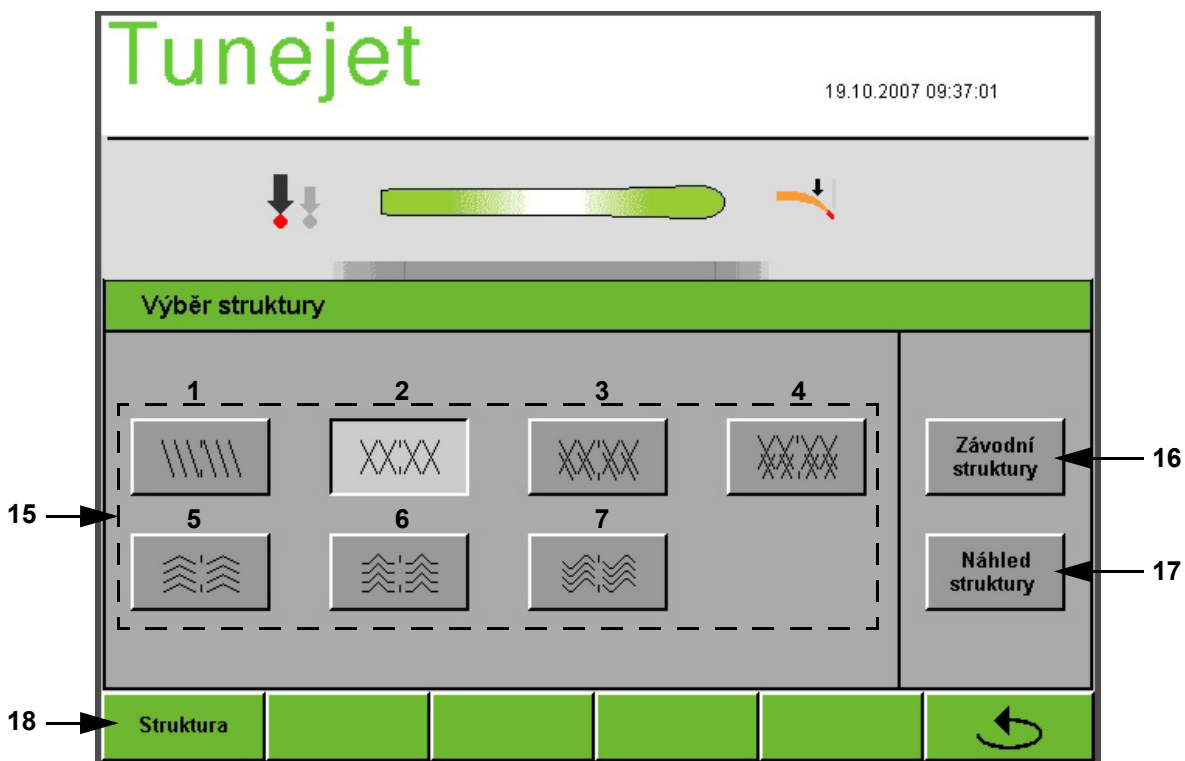 Tunejet
19.10.2007 09:37:01
Výběr struktury
1 2 3 4
Závodní
struktury
16
15
5 6 7
Náhled
struktury
17
18
Struktura